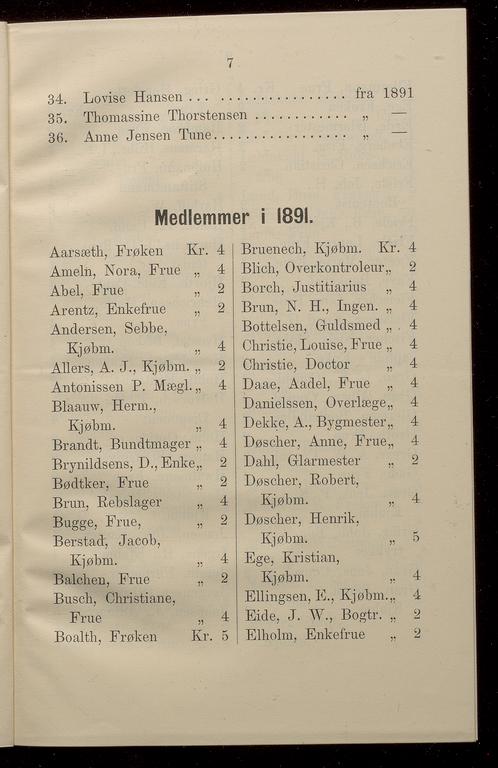 7
34. Lovise Hansen . . . . . . . . . . . . . . . . . . . . fra 1891
35. Thomassine Thorstensen . . . . . . . . . . . . „ —
36. Anne Jensen Tune . . . . . . . . . . . . . . . . . „ —
Medlemmer i 1891.
Aarsæth, Frøken Kr. 4
Ameln, Nora, Frue „ 4
Abel, Frue „ 2
Arentz, Enkefrue „ 2
Andersen, Sebbe,
Kjøbm. „ 4
Allers, A. J., Kjøbm. „ 2
Antonissen P. Mægl. „ 4
Blaauw, Herm.,
Kjøbm. „ 4
Brandt, Bundtmager „ 4
Brynildsens, D., Enke „ 2
Bødtker, Frue „ 2
Brun, Rebslager „ 4
Bugge, Frue, „ 2
Berstad, Jacob,
Kjøbm. „ 4
Balchen, Frue „ 2
Busch, Christiane,
Frue „ 4
Boalth, Frøken Kr. 5
Bruenech, Kjøbm. Kr. 4
Blich, Overkontroleur „ 2
Borch, Justitiarius „ 4
Brun, N. H., Ingen. „ 4
Bottelsen, Guldsmed „ 4
Christie, Louise, Frue „ 4
Christie, Doctor „ 4
Daae, Aadel, Frue „ 4
Danielssen, Overlæge „ 4
Dekke, A., Bygmester „ 4
Døscher, Anne, Frue „ 4
Dahl, Glarmester „ 2
Døscher, Robert,
Kjøbm. „ 4
Døscher, Henrik,
Kjøbm. „ 5
Ege, Kristian,
Kjøbm. „ 4
Ellingsen, E., Kjøbm. „ 4
Eide, J. W., Bogtr. „ 2
Elholm, Enkefrue „ 2